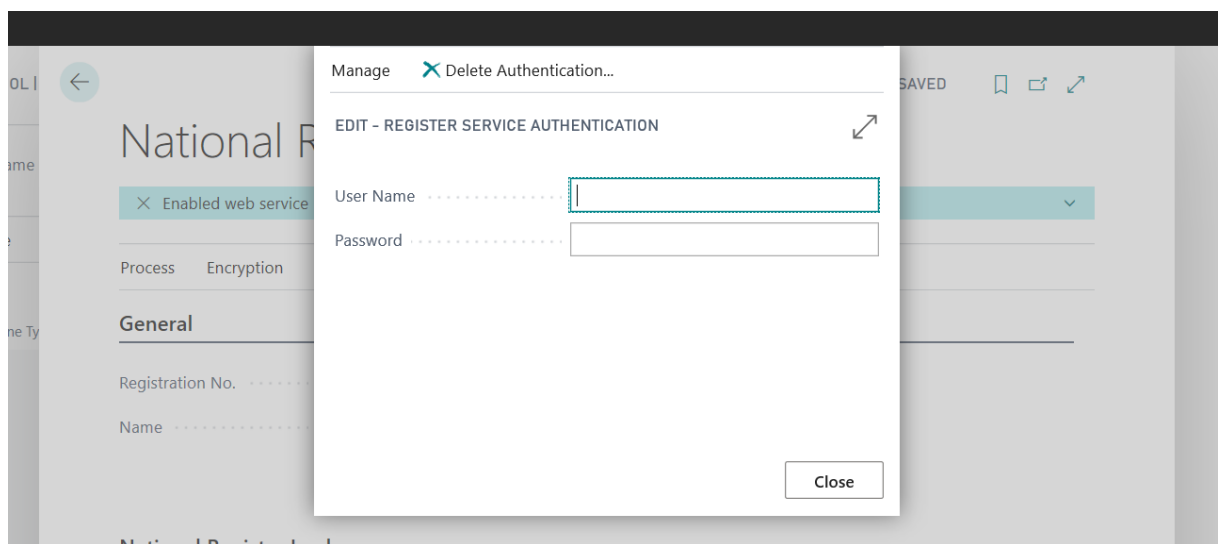 Manage Delete Authentication...
OL | SAVED
EDIT - REGISTER SERVICE AUTHENTICATION
National R
ame
User Name
Enabled web service
Password
Process Encryption
General
ne Ty
Registration No.
Name
Close